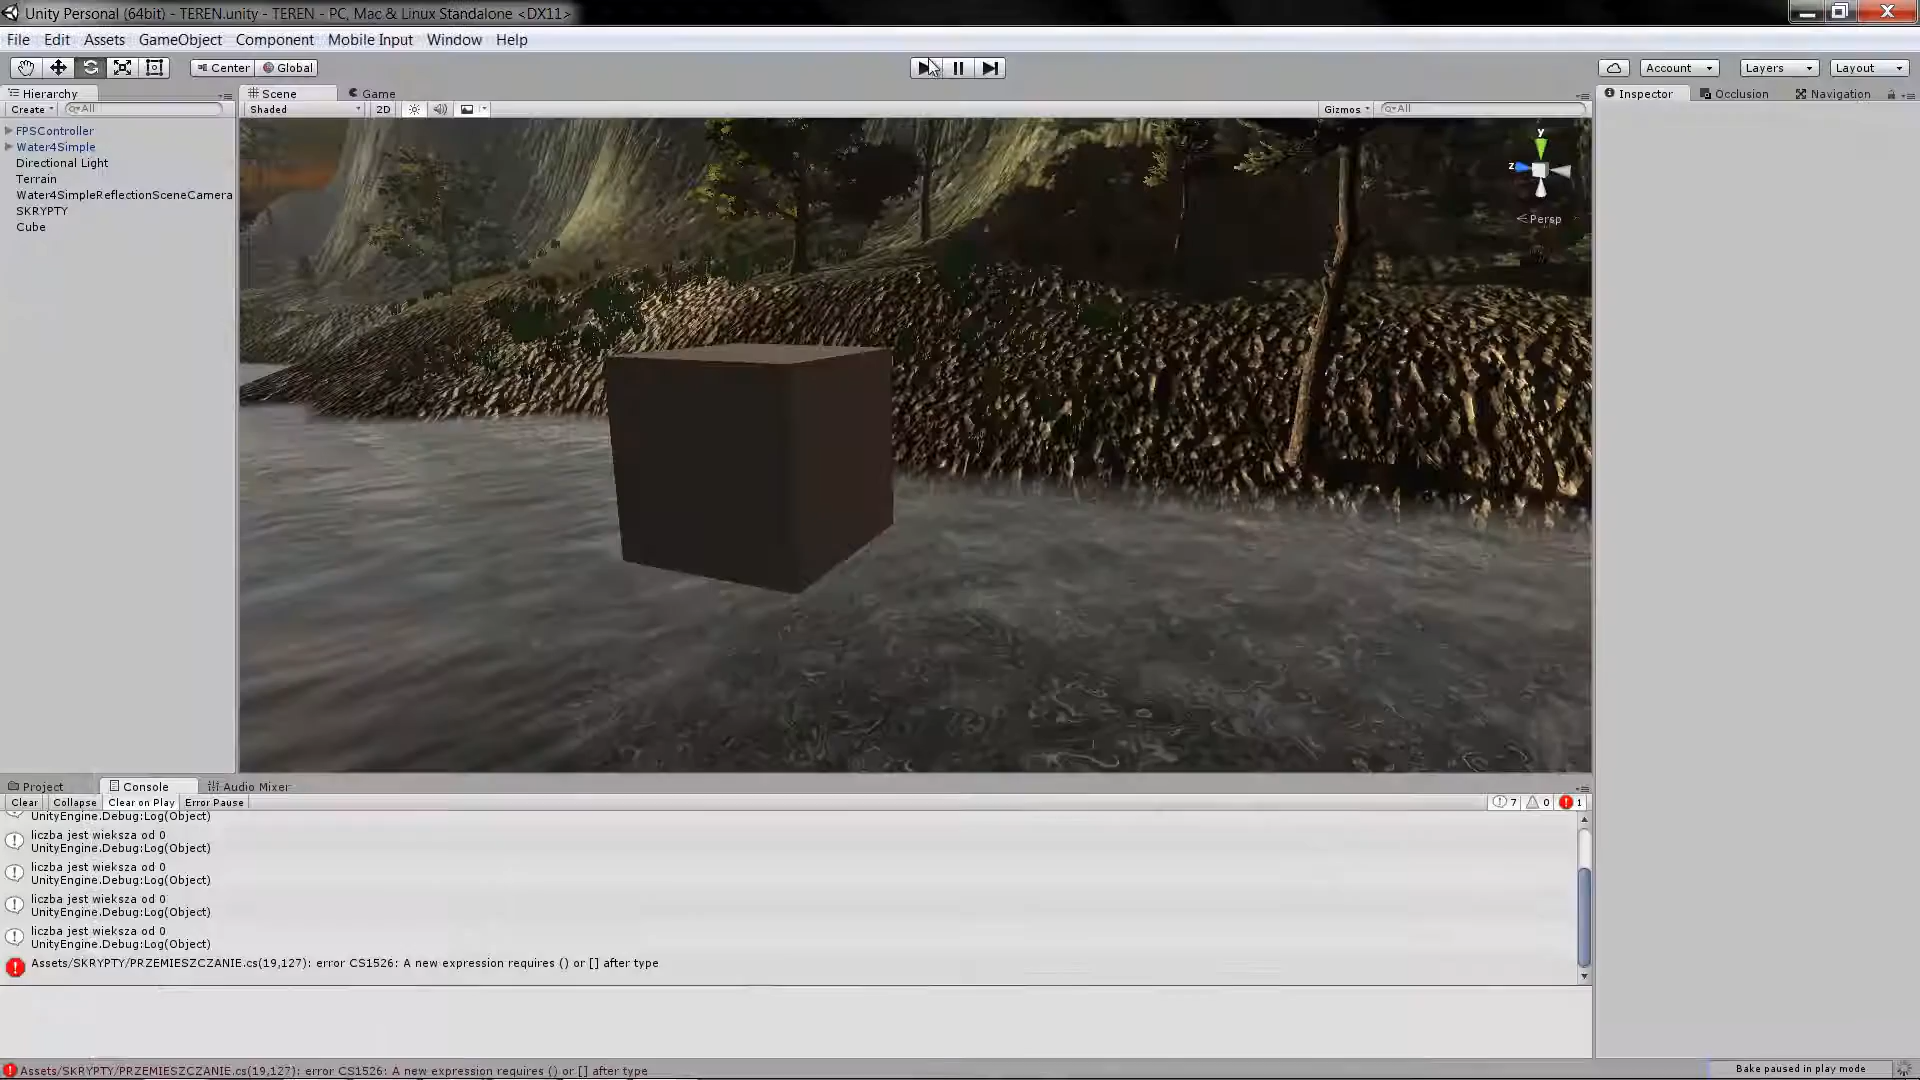 Unity Personal (64bit) - TEREN.unity - TEREN - PC, Mac & Linux Standalone <DX11>
File Edit Assets GameObject Component Mobile Input Window Help
Center Global Account Layers Layout
Hierarchy Scene Game Inspector Occlusion Navigation
Create All Shaded 2D Gizmos All
FPSController
Water4Simple
Directional Light
Terrain
Water4SimpleReflectionSceneCamera
SKRYPTY
Cube
y
z
Persp
Project Console Audio Mixer
Clear Collapse Clear on Play Error Pause 7 0 1
UnityEngine.Debug:Log(Object)
liczba jest wieksza od 0
UnityEngine.Debug:Log(Object)
liczba jest wieksza od 0
UnityEngine.Debug:Log(Object)
liczba jest wieksza od 0
UnityEngine.Debug:Log(Object)
liczba jest wieksza od 0
UnityEngine.Debug:Log(Object)
Assets/SKRYPTY/PRZEMIESZCZANIE.cs(19,127): error CS1526: A new expression requires () or [] after type
Assets/SKRYPTY/PRZEMIESZCZANIE.cs(19,127): error CS1526: A new expression requires () or [] after type
Bake paused in play mode